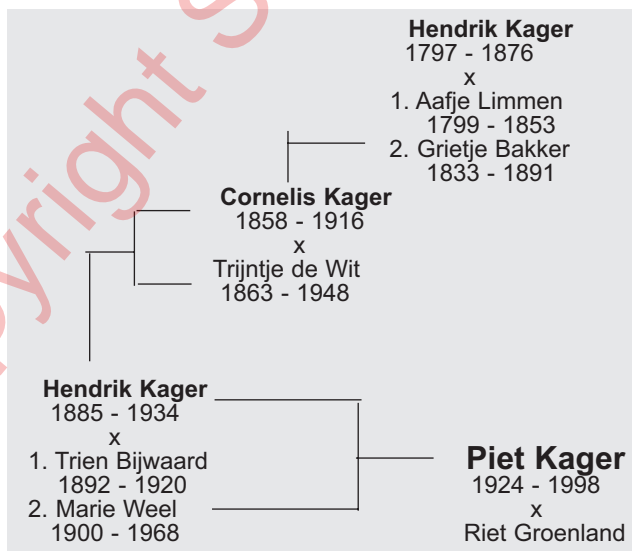 Hendrik Kager
1797 - 1876
x
1. Aafje Limmen
1799 - 1853
2. Grietje Bakker
1833 - 1891
Cornelis Kager
1858 - 1916
x
Trijntje de Wit
1863 - 1948
Hendrik Kager
1885 - 1934
x
1. Trien Bijwaard
1892 - 1920
2. Marie Weel
1900 - 1968
Piet Kager
1924 - 1998
x
Riet Groenland
pyright S